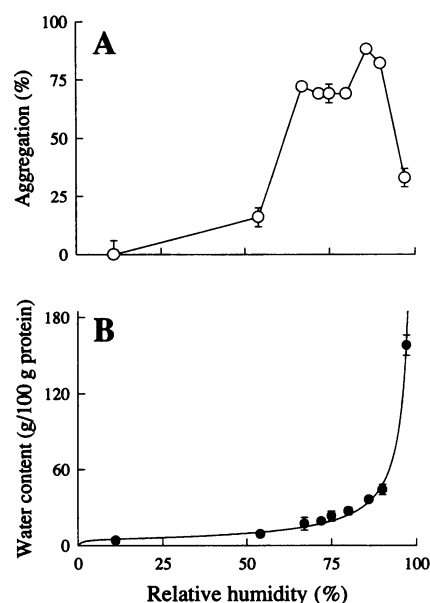 A
Aggregation (%)
100
75
50
25
0
B
Water content (g/100 g protein)
180
120
60
0
0 25 50 75 100
Relative humidity (%)